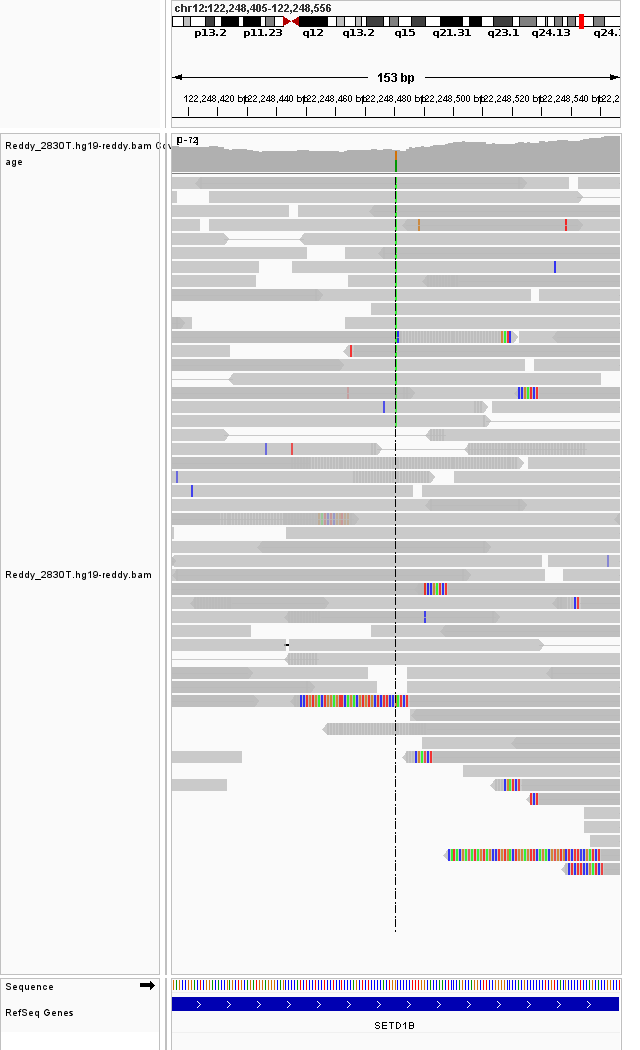 chr12:122,248,405-122,248,556
p13.2 p11.23 q12 q13.2 q15 q21.31 q23.1 q24.13 q24.
153 bp
122,248,420 bp 122,248,440 bp 122,248,460 bp 122,248,480 bp 122,248,500 bp 122,248,520 bp 122,248,540 bp
[0-72]
Reddy_2830T.hg19-reddy.bam Cov
age
Reddy_2830T.hg19-reddy.bam
Sequence
RefSeq Genes
SETD1B